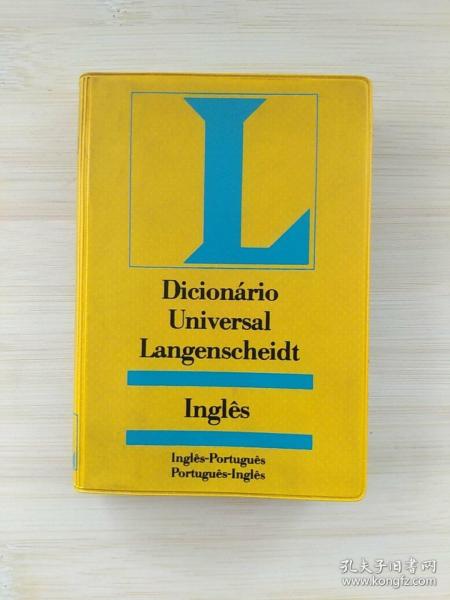 L
Dicionário
Universal
Langenscheidt
Inglês
Inglês-Português
Português-Inglês
孔夫子旧书网
www.kongfz.com